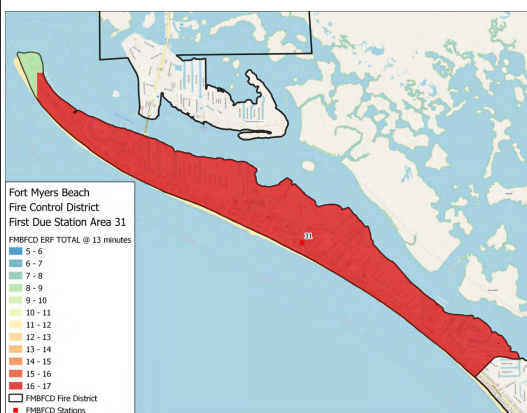 31
Fort Myers Beach
Fire Control District
First Due Station Area 31
FMBFCD ERF TOTAL @ 13 minutes
5 - 6
6 - 7
7 - 8
8 - 9
9 - 10
10 - 11
11 - 12
12 - 13
13 - 14
14 - 15
15 - 16
16 - 17
FMBFCD Fire District
FMBFCD Stations